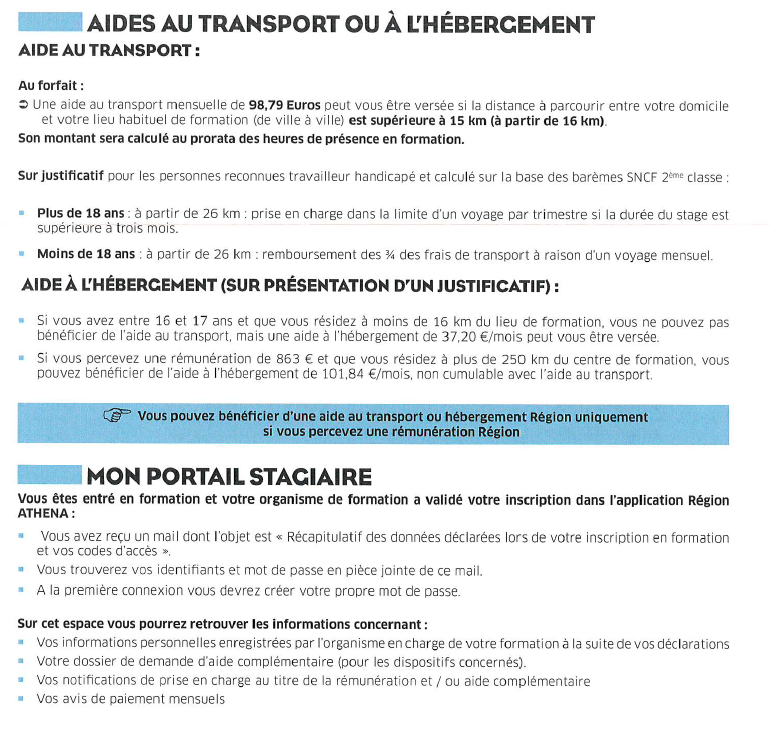 AIDES AU TRANSPORT OU À L'HÉBERGEMENT
AIDE AU TRANSPORT :
Au forfait :
➲ Une aide au transport mensuelle de 98,79 Euros peut vous être versée si la distance à parcourir entre votre domicile
et votre lieu habituel de formation (de ville à ville) est supérieure à 15 km (à partir de 16 km).
Son montant sera calculé au prorata des heures de présence en formation.
Sur justificatif pour les personnes reconnues travailleur handicapé et calculé sur la base des barèmes SNCF 2ème classe :
▪ Plus de 18 ans : à partir de 26 km : prise en charge dans la limite d'un voyage par trimestre si la durée du stage est
supérieure à trois mois.
▪ Moins de 18 ans : à partir de 26 km : remboursement des ¾ des frais de transport à raison d'un voyage mensuel.
AIDE À L'HÉBERGEMENT (SUR PRÉSENTATION D'UN JUSTIFICATIF) :
▪ Si vous avez entre 16 et 17 ans et que vous résidez à moins de 16 km du lieu de formation, vous ne pouvez pas
bénéficier de l'aide au transport, mais une aide à l'hébergement de 37,20 €/mois peut vous être versée.
▪ Si vous percevez une rémunération de 863 € et que vous résidez à plus de 250 km du centre de formation, vous
pouvez bénéficier de l'aide à l'hébergement de 101,84 €/mois, non cumulable avec l'aide au transport.
☞ Vous pouvez bénéficier d'une aide au transport ou hébergement Région uniquement
si vous percevez une rémunération Région
MON PORTAIL STAGIAIRE
Vous êtes entré en formation et votre organisme de formation a validé votre inscription dans l'application Région
ATHENA :
▪ Vous avez reçu un mail dont l'objet est « Récapitulatif des données déclarées lors de votre inscription en formation
et vos codes d'accès ».
▪ Vous trouverez vos identifiants et mot de passe en pièce jointe de ce mail.
▪ A la première connexion vous devrez créer votre propre mot de passe.
Sur cet espace vous pourrez retrouver les informations concernant :
▪ Vos informations personnelles enregistrées par l'organisme en charge de votre formation à la suite de vos déclarations
▪ Votre dossier de demande d'aide complémentaire (pour les dispositifs concernés).
▪ Vos notifications de prise en charge au titre de la rémunération et / ou aide complémentaire
▪ Vos avis de paiement mensuels